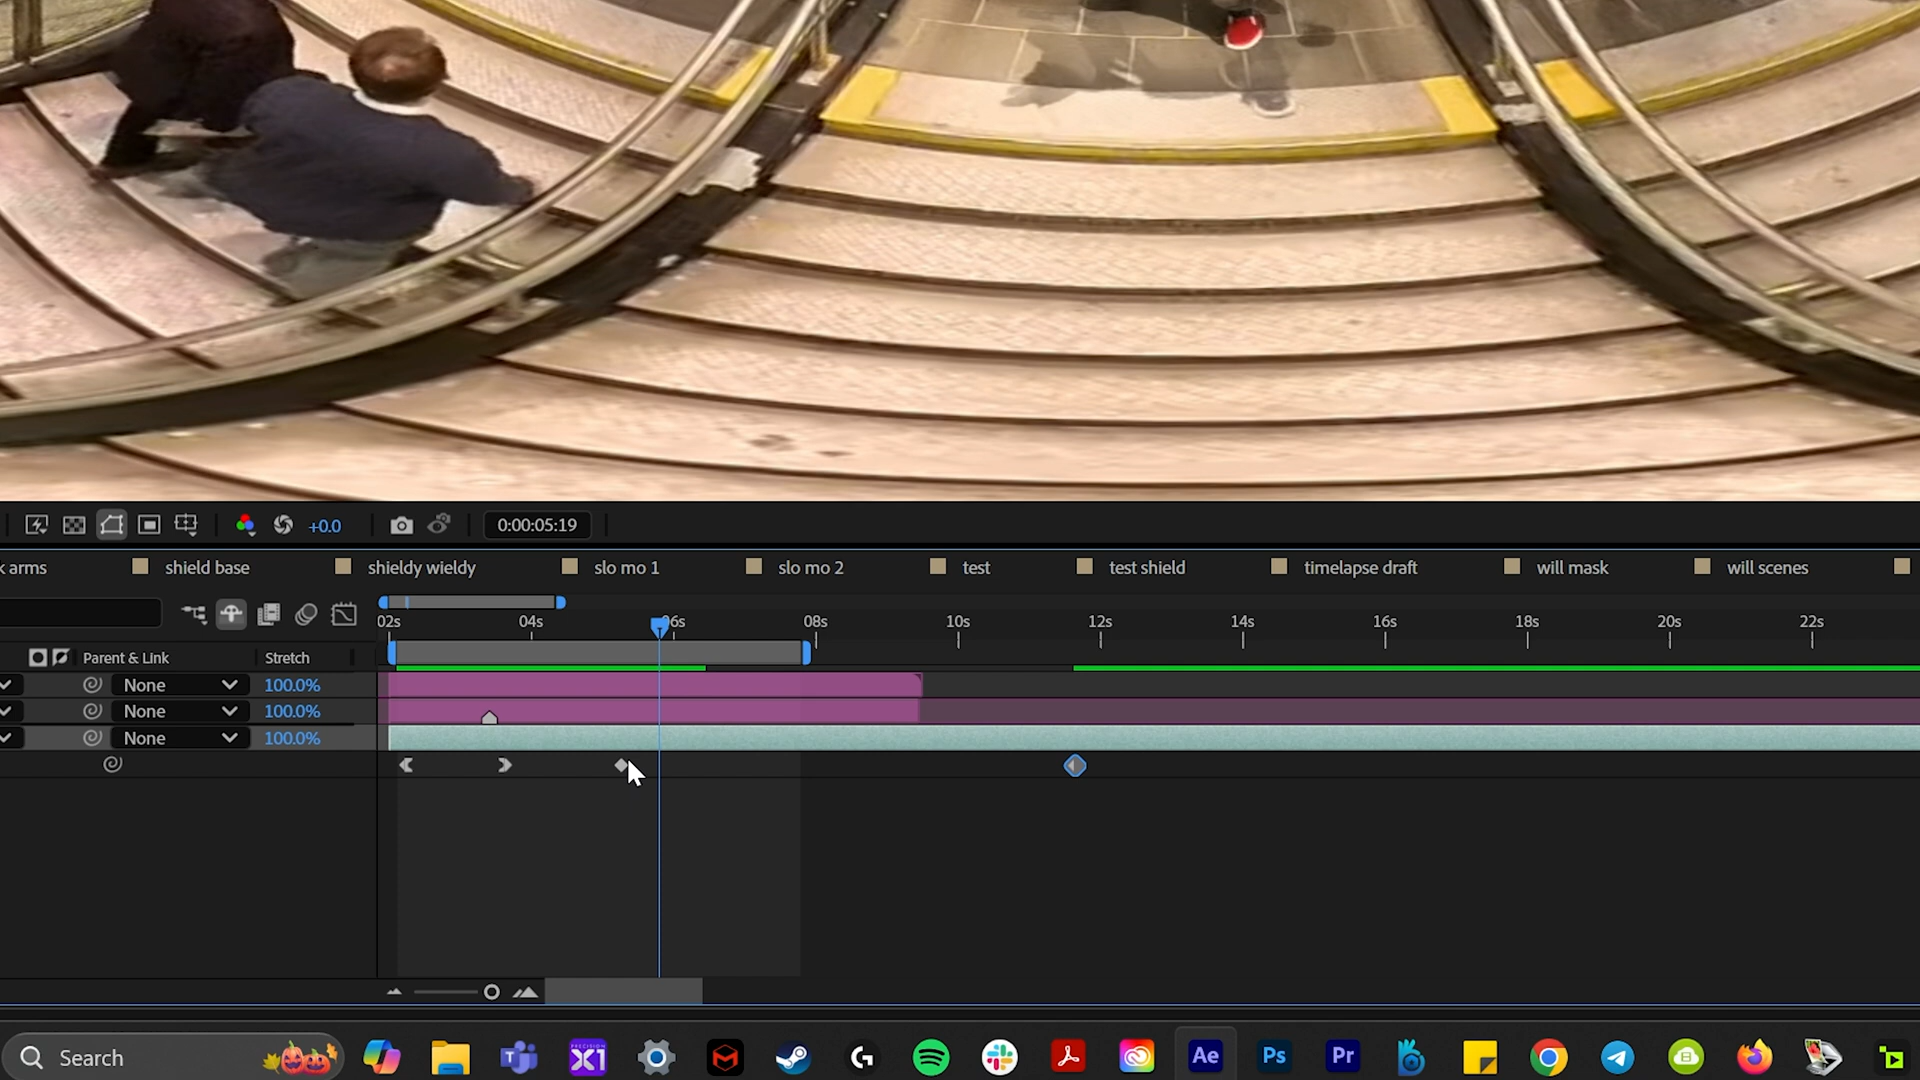 +0.0
0:00:05:19
k arms
shield base
shieldy wieldy
slo mo 1
slo mo 2
test
test shield
timelapse draft
will mask
will scenes
02s
04s
06s
08s
10s
12s
14s
16s
18s
20s
22s
Parent & Link
Stretch
None
100.0%
None
100.0%
None
100.0%
Search
X1
Ae
Ps
Pr